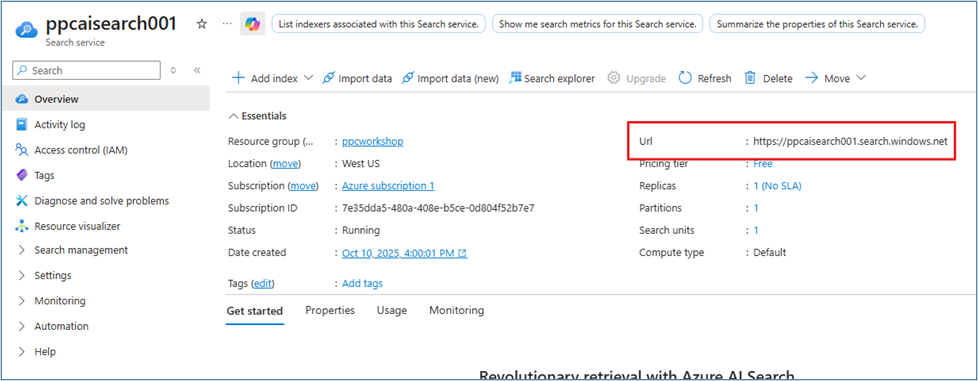 ppcaisearch001
Search service
List indexers associated with this Search service.
Show me search metrics for this Search service.
Summarize the properties of this Search service.
Search
Overview
Activity log
Access control (IAM)
Tags
Diagnose and solve problems
Resource visualizer
Search management
Settings
Monitoring
Automation
Help
Add index
Import data
Import data (new)
Search explorer
Upgrade
Refresh
Delete
Move
Essentials
Resource group (... : ppcworkshop
Location (move) : West US
Subscription (move) : Azure subscription 1
Subscription ID : 7e35dda5-480a-408e-b5ce-0d804f52b7e7
Status : Running
Date created : Oct 10, 2025, 4:00:01 PM
Url : https://ppcaisearch001.search.windows.net
Pricing tier : Free
Replicas : 1 (No SLA)
Partitions : 1
Search units : 1
Compute type : Default
Tags (edit) : Add tags
Get started
Properties
Usage
Monitoring
Revolutionary retrieval with Azure AI Search